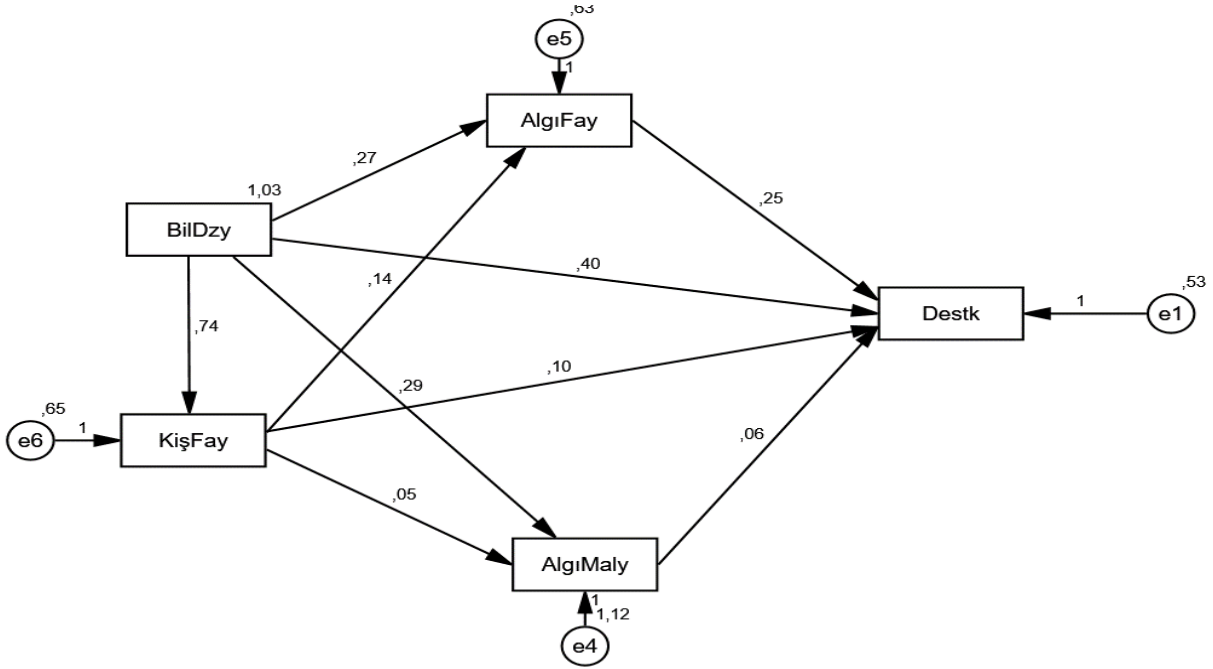 ,63
e5
1
AlgıFay
,27
1,03
BilDzy
,25
,40
,14
,53
1
e1
Destk
,74
,10
,29
,65
1
e6
KişFay
,06
,05
AlgıMaly
1
1,12
e4